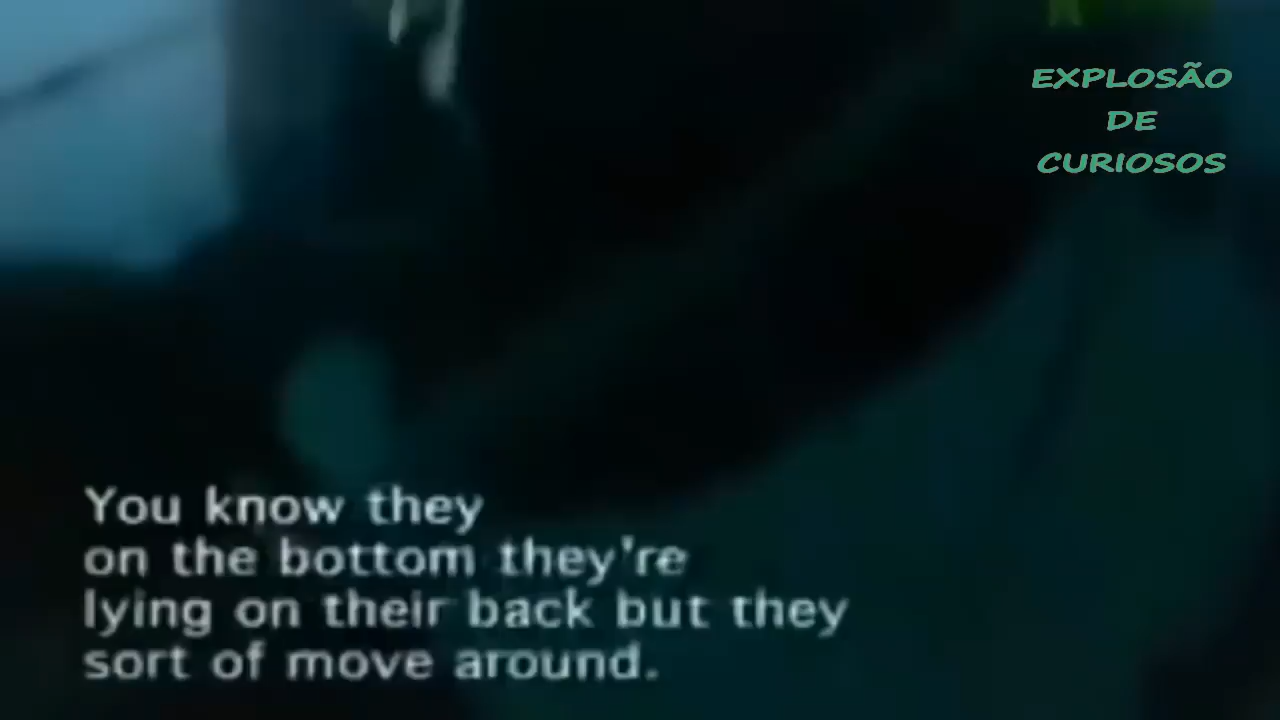 EXPLOSÃO
DE
CURIOSOS
You know they
on the bottom they're
lying on their back but they
sort of move around.